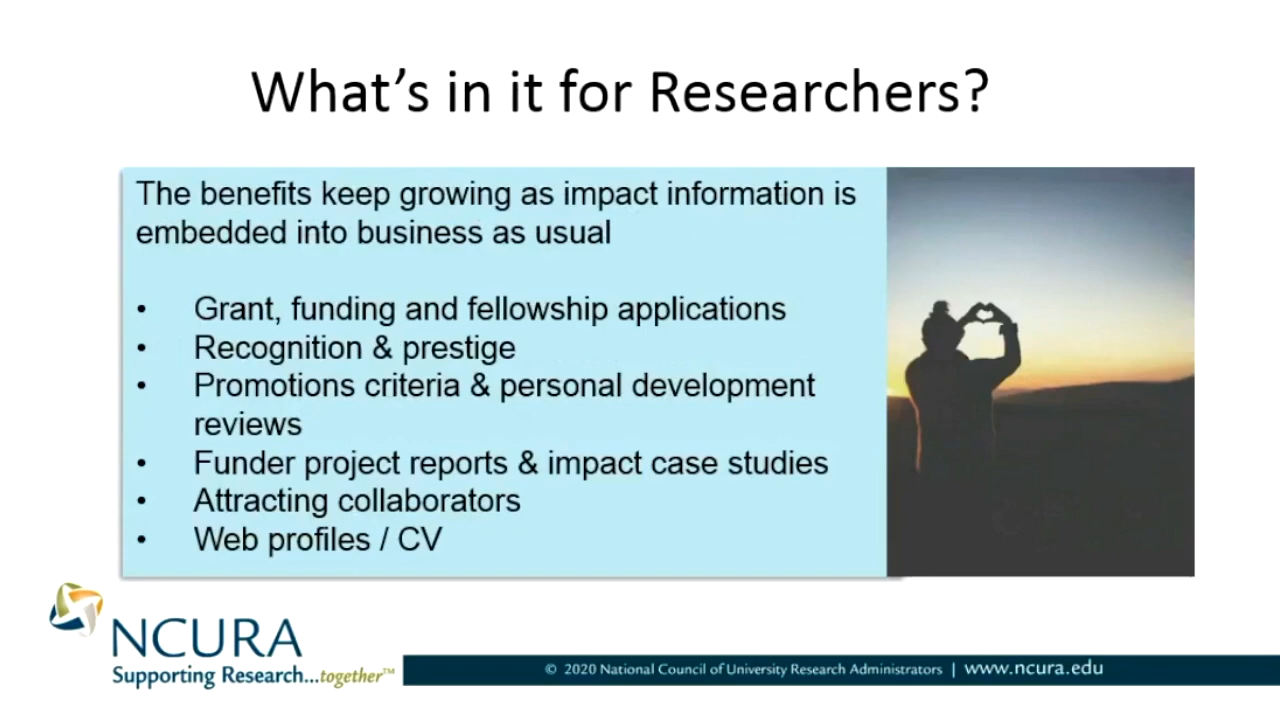 What’s in it for Researchers?
The benefits keep growing as impact information is
embedded into business as usual
• Grant, funding and fellowship applications
• Recognition & prestige
• Promotions criteria & personal development
reviews
• Funder project reports & impact case studies
• Attracting collaborators
• Web profiles / CV
NCURA
Supporting Research...together™
© 2020 National Council of University Research Administrators | www.ncura.edu